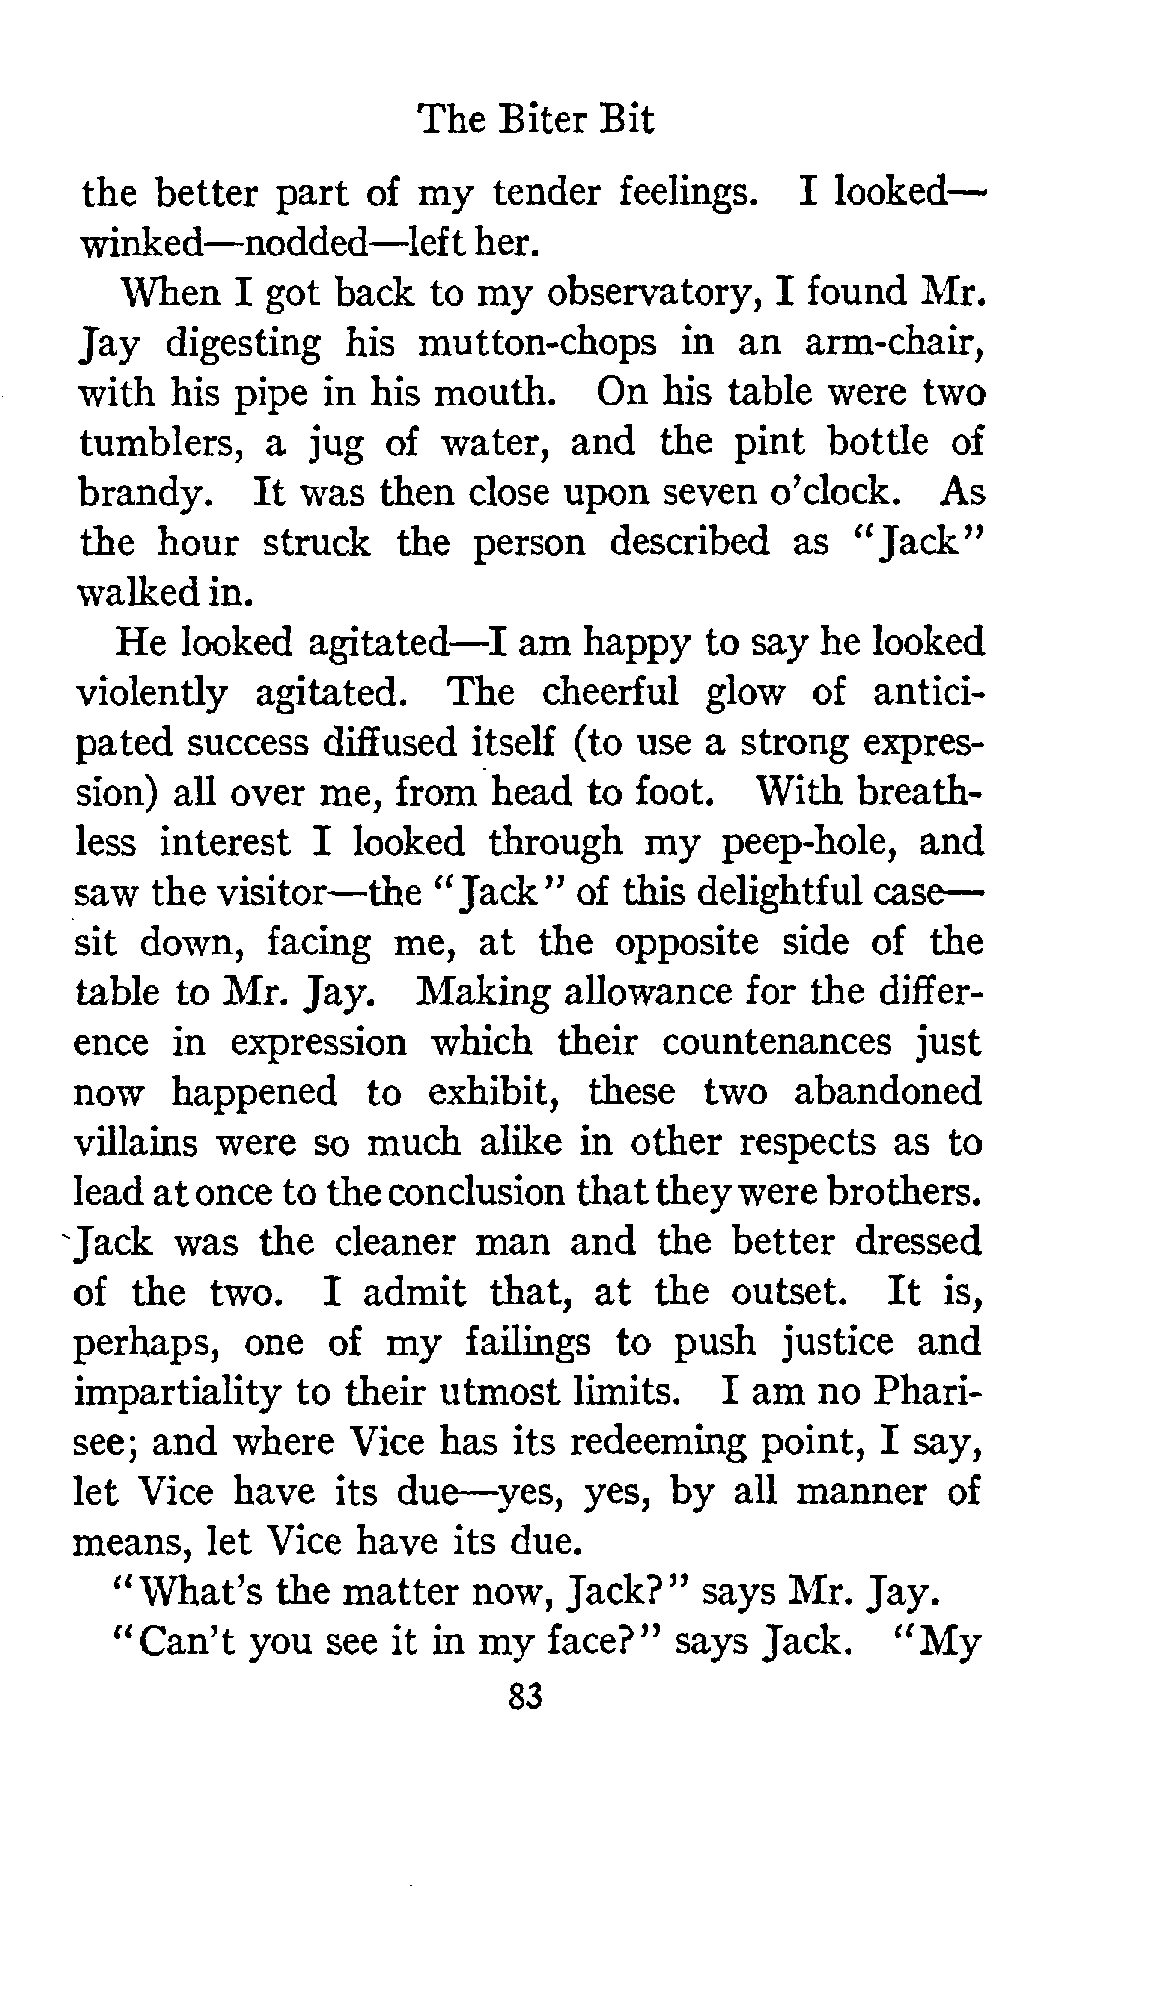 The Biter Bit
the better part of my tender feelings. I looked—
winked—nodded—left her.
When I got back to my observatory, I found Mr.
Jay digesting his mutton-chops in an arm-chair,
with his pipe in his mouth. On his table were two
tumblers, a jug of water, and the pint bottle of
brandy. It was then close upon seven o'clock. As
the hour struck the person described as "Jack"
walked in.
He looked agitated—I am happy to say he looked
violently agitated. The cheerful glow of antici-
pated success diffused itself (to use a strong expres-
sion) all over me, from head to foot. With breath-
less interest I looked through my peep-hole, and
saw the visitor—the "Jack" of this delightful case—
sit down, facing me, at the opposite side of the
table to Mr. Jay. Making allowance for the differ-
ence in expression which their countenances just
now happened to exhibit, these two abandoned
villains were so much alike in other respects as to
lead at once to the conclusion that they were brothers.
Jack was the cleaner man and the better dressed
of the two. I admit that, at the outset. It is,
perhaps, one of my failings to push justice and
impartiality to their utmost limits. I am no Phari-
see; and where Vice has its redeeming point, I say,
let Vice have its due—yes, yes, by all manner of
means, let Vice have its due.
"What's the matter now, Jack?" says Mr. Jay.
"Can't you see it in my face?" says Jack. "My
83